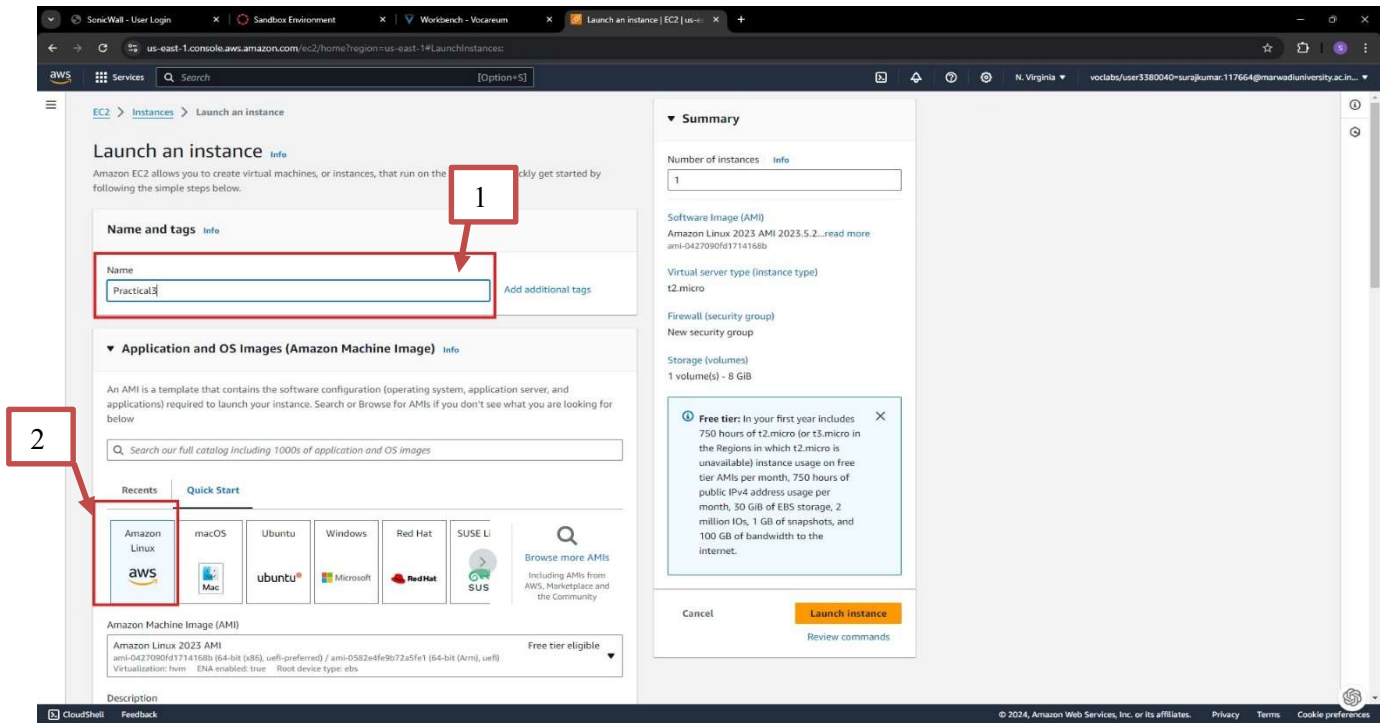 SonicWall - User Login
Sandbox Environment
Workbench - Vocareum
Launch an instance | EC2 | us-e
us-east-1.console.aws.amazon.com/ec2/home?region=us-east-1#LaunchInstances:
S
aws
Services
Search
[Option+S]
N. Virginia
voclabs/user3380040=surajkumar.117664@marwadiuniversity.ac.in...
EC2 > Instances > Launch an instance
Launch an instance Info
Amazon EC2 allows you to create virtual machines, or instances, that run on the ckly get started by
following the simple steps below.
1
Name and tags Info
Name
Practical3
Add additional tags
Application and OS Images (Amazon Machine Image) Info
An AMI is a template that contains the software configuration (operating system, application server, and
applications) required to launch your instance. Search or Browse for AMIs if you don't see what you are looking for
below
2
Search our full catalog including 1000s of application and OS images
Recents
Quick Start
Amazon
Linux
aws
macOS
Mac
Ubuntu
ubuntu
Windows
Microsoft
Red Hat
RedHat
SUSE Li
SUS
Browse more AMIs
Including AMIs from
AWS, Marketplace and
the Community
Amazon Machine Image (AMI)
Amazon Linux 2023 AMI
Free tier eligible
ami-0427090fd1714168b (64-bit (x86), uefi-preferred) / ami-0582e4fe9b72a5fe1 (64-bit (Arm), uefi)
Virtualization: hvm ENA enabled: true Root device type: ebs
Description
Summary
Number of instances Info
1
Software Image (AMI)
Amazon Linux 2023 AMI 2023.5.2...read more
ami-0427090fd1714168b
Virtual server type (instance type)
t2.micro
Firewall (security group)
New security group
Storage (volumes)
1 volume(s) - 8 GiB
Free tier: In your first year includes
750 hours of t2.micro (or t3.micro in
the Regions in which t2.micro is
unavailable) instance usage on free
tier AMIs per month, 750 hours of
public IPv4 address usage per
month, 30 GiB of EBS storage, 2
million IOs, 1 GB of snapshots, and
100 GB of bandwidth to the
internet.
Cancel
Launch instance
Review commands
CloudShell
Feedback
© 2024, Amazon Web Services, Inc. or its affiliates.
Privacy
Terms
Cookie preferences